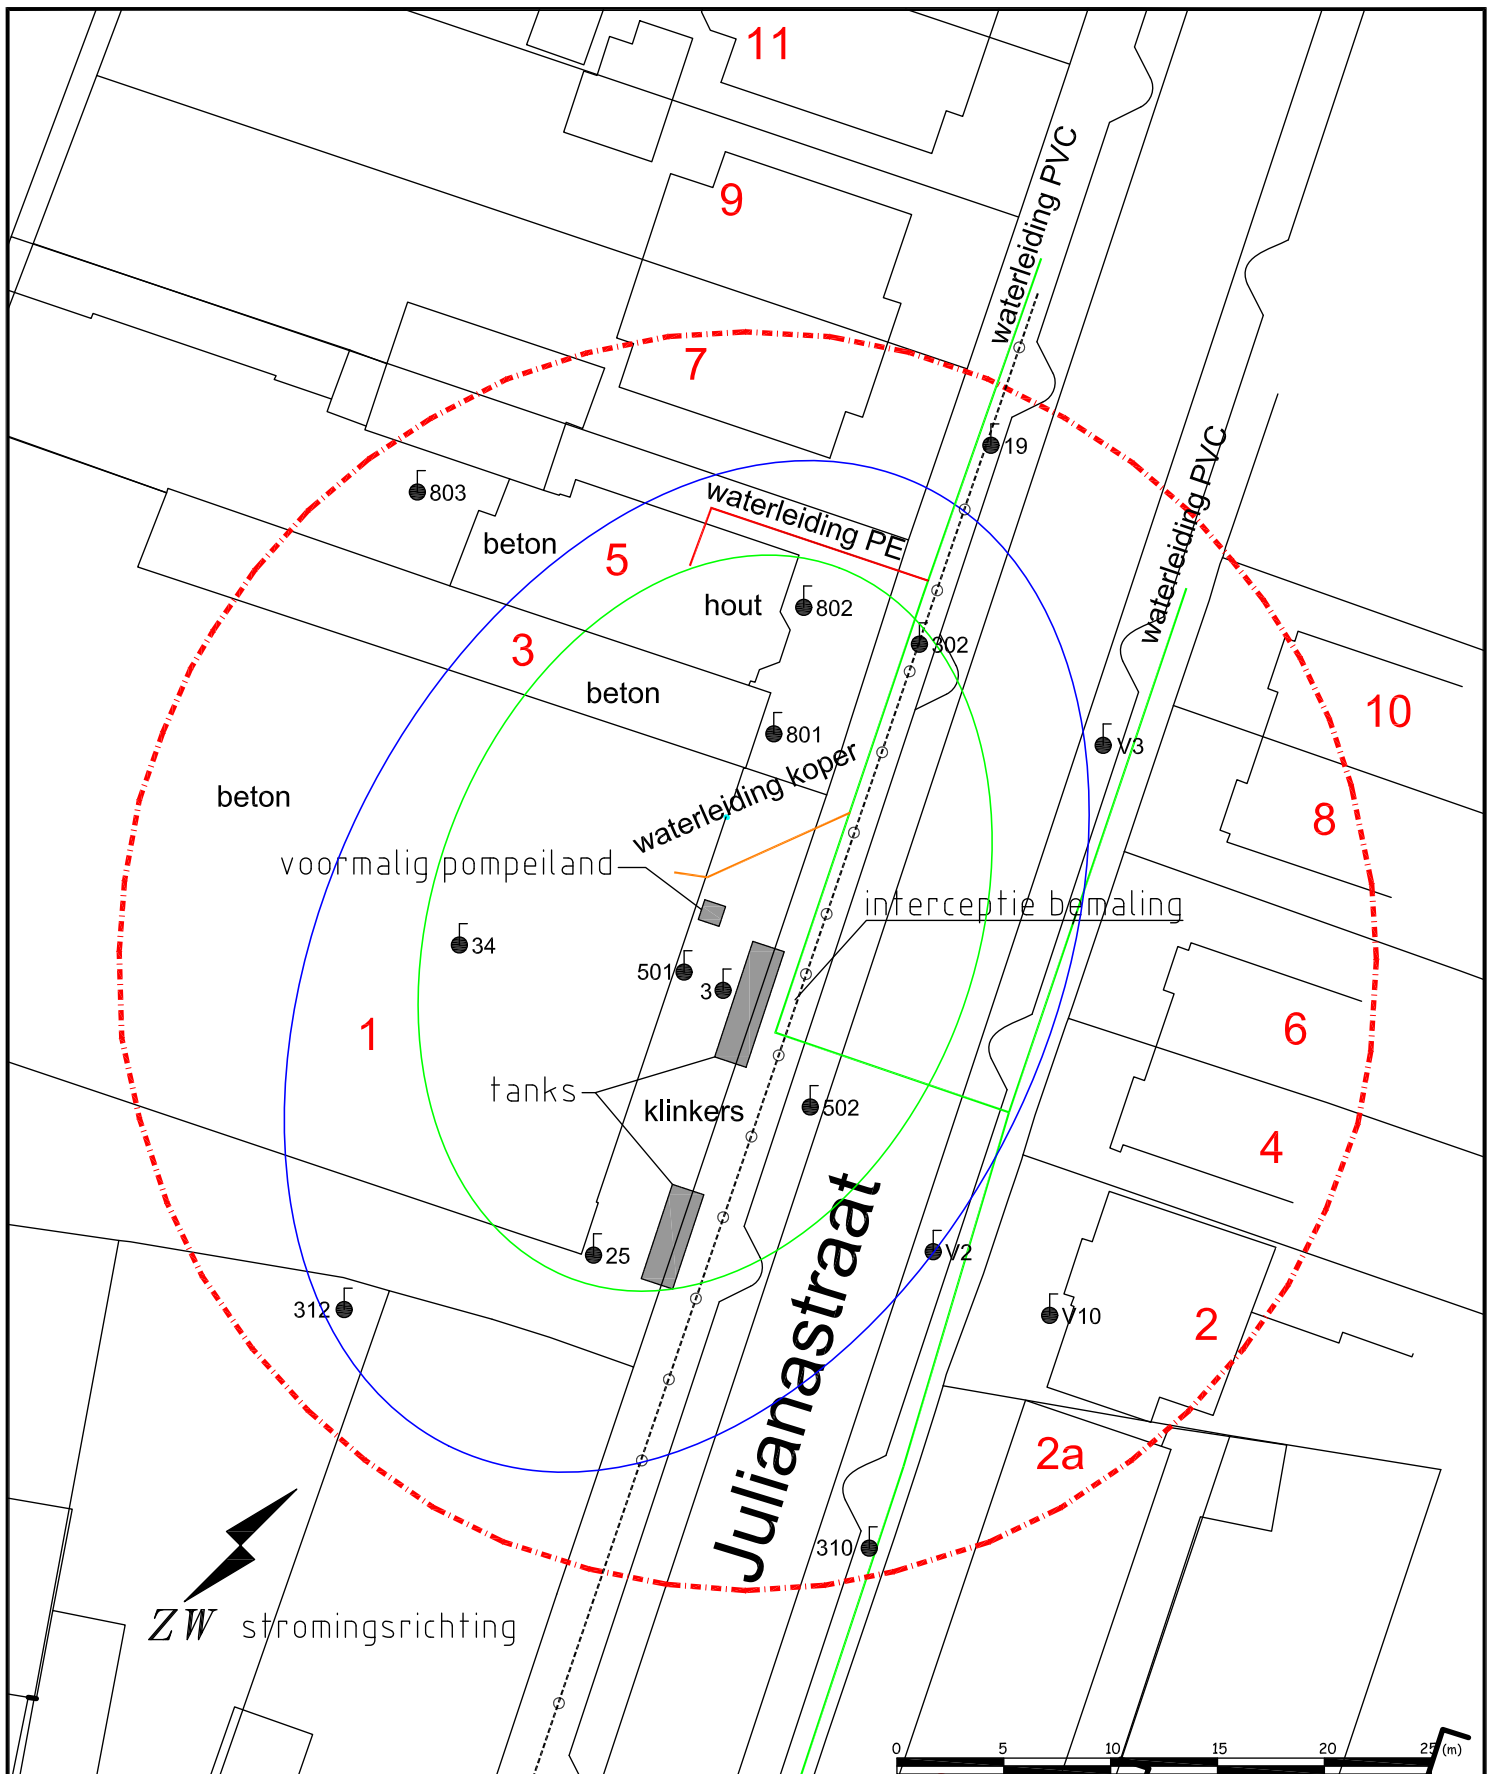 11
waterleiding PVC
9
7
19
waterleiding PVC
803
waterleiding PE
beton
5
hout
802
302
3
beton
10
801
V3
waterleiding koper
beton
8
voormalig pompeiland
interceptie bemaling
34
501
3
1
6
tanks
klinkers
502
4
Julianastraat
25
V2
312
V10
2
2a
310
ZW stromingsrichting
0 5 10 15 20 25 (m)